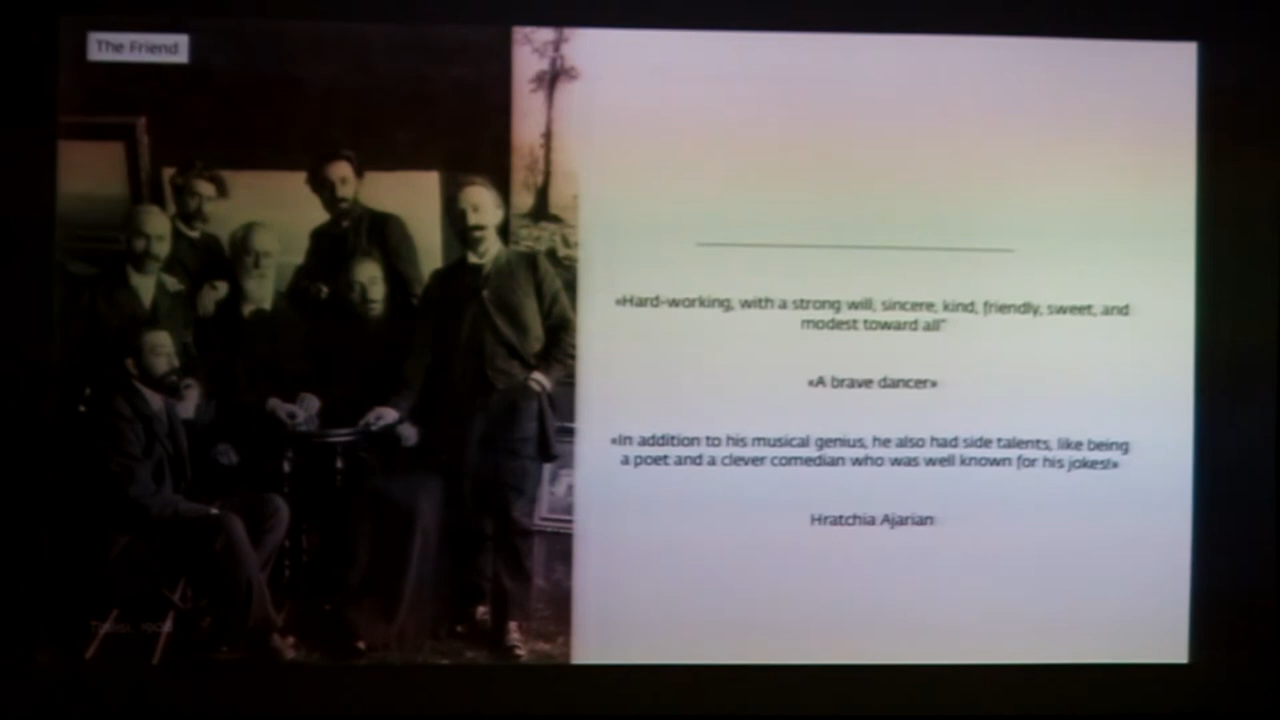 The Friend
«Hard-working, with a strong will, sincere, kind, friendly, sweet, and
modest toward all"
«A brave dancer»
«In addition to his musical genius, he also had side talents, like being
a poet and a clever comedian who was well known for his jokes!»
Hratchia Ajarian